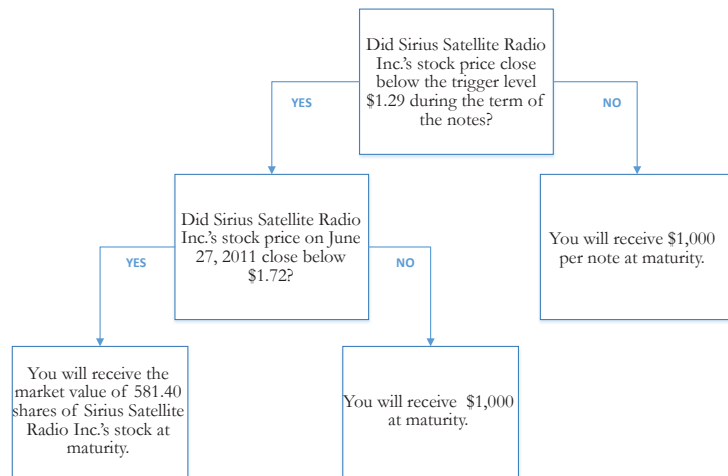 Did Sirius Satellite Radio
Inc.'s stock price close
below the trigger level
$1.29 during the term of
the notes?
YES
NO
Did Sirius Satellite Radio
Inc.'s stock price on June
27, 2011 close below
$1.72?
You will receive $1,000
per note at maturity.
YES
NO
You will receive the
market value of 581.40
shares of Sirius Satellite
Radio Inc.'s stock at
maturity.
You will receive $1,000
at maturity.